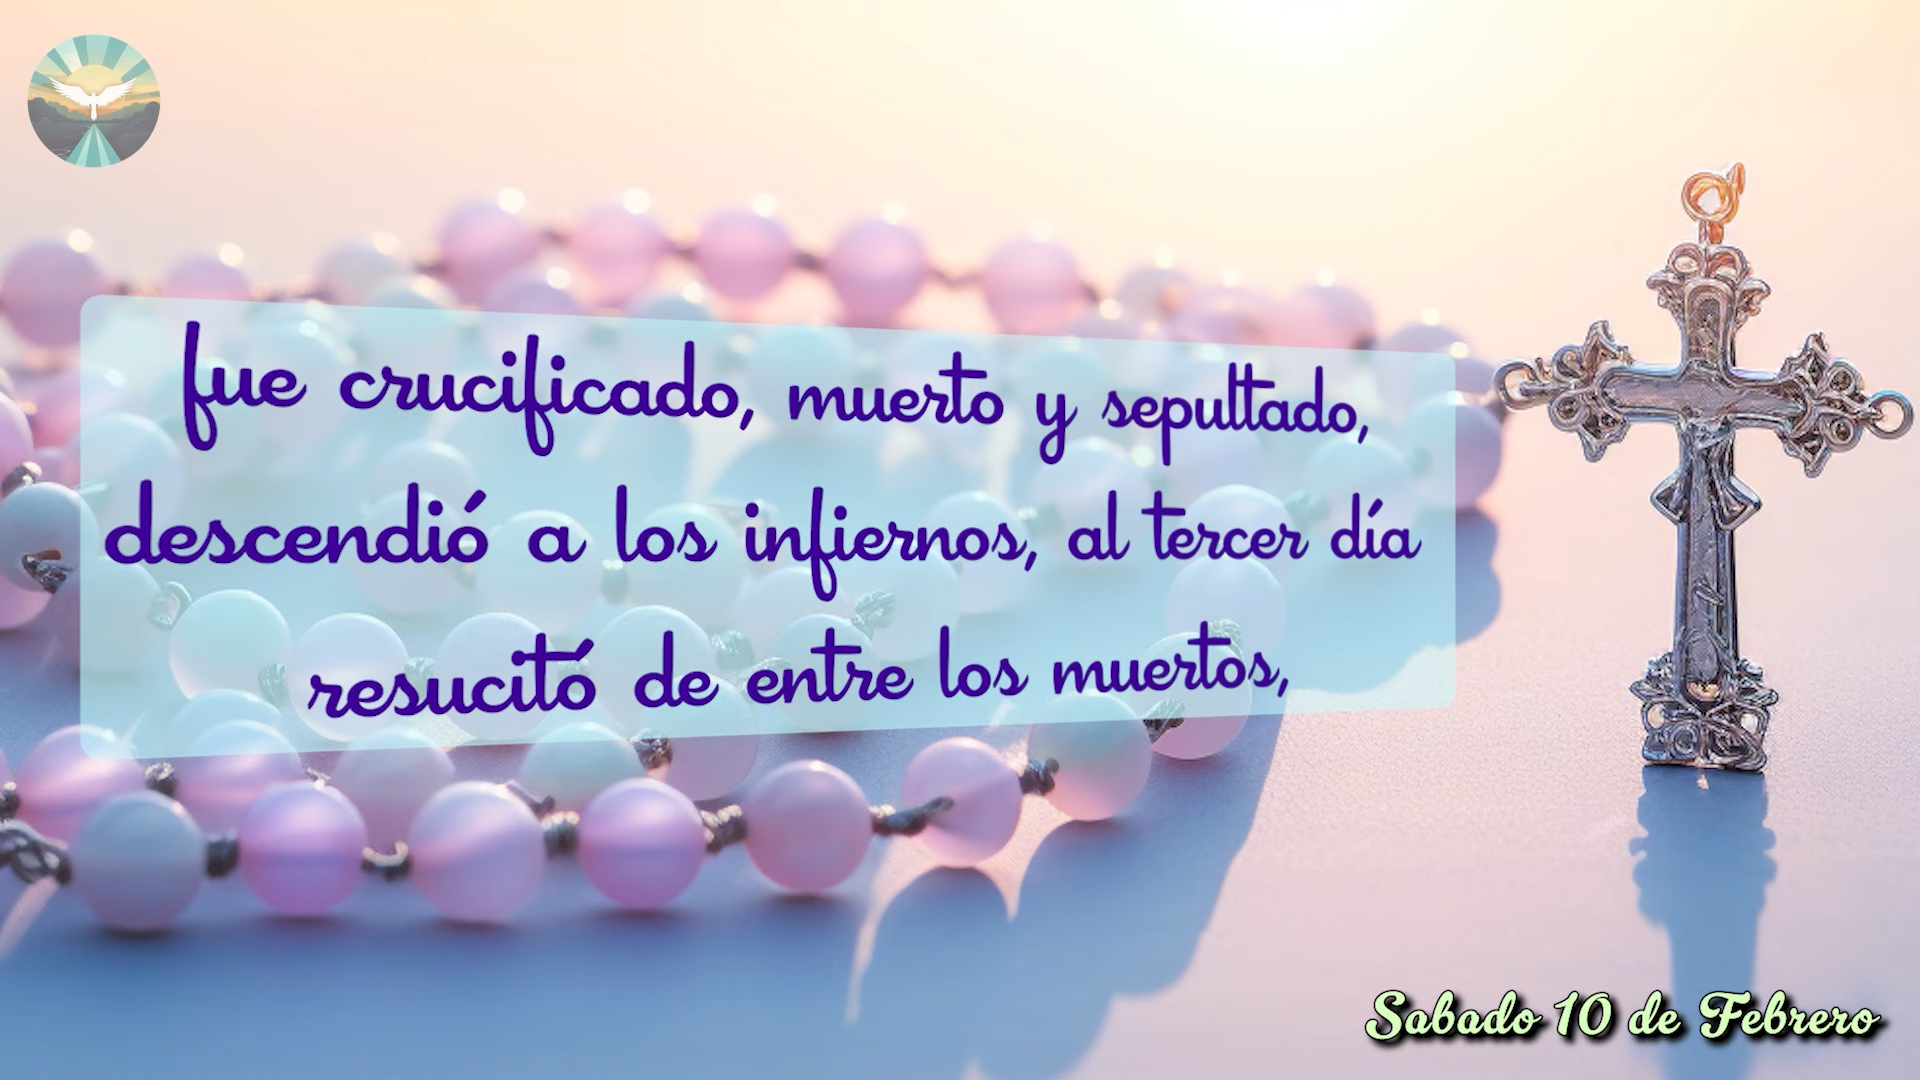 fue crucificado, muerto y sepultado,
descendió a los infiernos, al tercer día
resucitó de entre los muertos,
Sabado 10 de Febrero